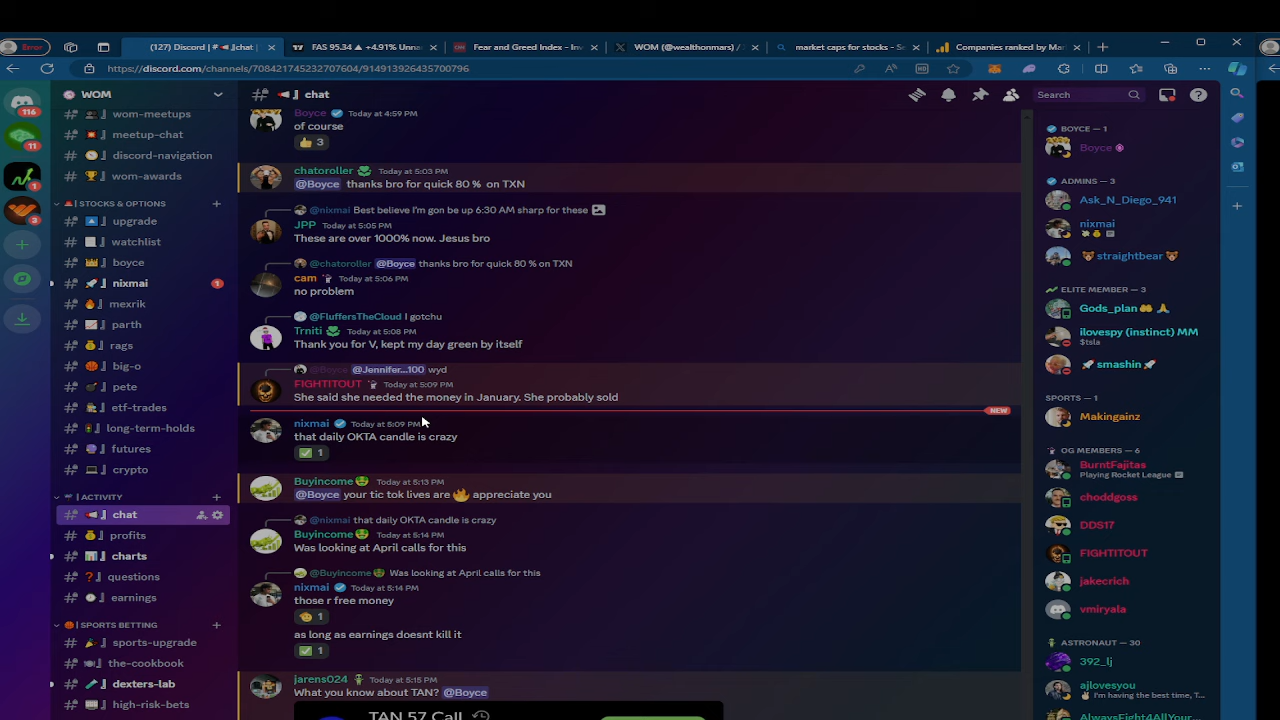 Error
(127) Discord | # chat |
FAS 95.34 ▲ +4.91% Unna
Fear and Greed Index - Inv
WOM (@wealthonmars) /
market caps for stocks - Se
Companies ranked by Mar
https://discord.com/channels/708421745232707604/914913926435700796
116
11
1
3
WOM
wom-meetups
meetup-chat
discord-navigation
wom-awards
STOCKS & OPTIONS
upgrade
watchlist
boyce
nixmai 1
mexrik
parth
rags
big-o
pete
etf-trades
long-term-holds
futures
crypto
ACTIVITY
chat
profits
charts
questions
earnings
SPORTS BETTING
sports-upgrade
the-cookbook
dexters-lab
high-risk-bets
chat
Search
Boyce Today at 4:59 PM
of course
3
chatoroller Today at 5:03 PM
@Boyce thanks bro for quick 80 % on TXN
@nixmai Best believe I'm gon be up 6:30 AM sharp for these
JPP Today at 5:05 PM
These are over 1000% now. Jesus bro
@chatoroller @Boyce thanks bro for quick 80 % on TXN
cam Today at 5:06 PM
no problem
@FluffersTheCloud I gotchu
Trniti Today at 5:08 PM
Thank you for V, kept my day green by itself
@Boyce @Jennifer...100 wyd
FIGHTITOUT Today at 5:09 PM
She said she needed the money in January. She probably sold
NEW
nixmai Today at 5:09 PM
that daily OKTA candle is crazy
1
Buyincome Today at 5:13 PM
@Boyce your tic tok lives are appreciate you
@nixmai that daily OKTA candle is crazy
Buyincome Today at 5:14 PM
Was looking at April calls for this
@Buyincome Was looking at April calls for this
nixmai Today at 5:14 PM
those r free money
1
as long as earnings doesnt kill it
1
jarens024 Today at 5:15 PM
What you know about TAN? @Boyce
TAN 57 Call
BOYCE — 1
Boyce
ADMINS — 3
Ask_N_Diego_941
nixmai
straightbear
ELITE MEMBER — 3
Gods_plan
ilovespy (instinct) MM
$tsla
smashin
SPORTS — 1
Makingainz
OG MEMBERS — 6
BurntFajitas
Playing Rocket League
choddgoss
DDS17
FIGHTITOUT
jakecrich
vmiryala
ASTRONAUT — 30
392_lj
ajlovesyou
I'm having the best time, T...
AlwaysFight4AllYour...